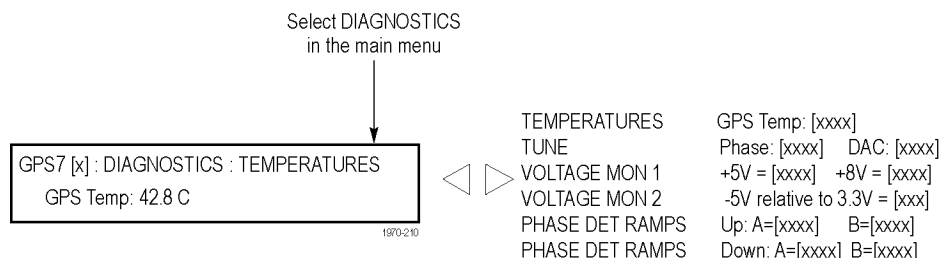 Select DIAGNOSTICS
in the main menu
GPS7 [x] : DIAGNOSTICS : TEMPERATURES
GPS Temp: 42.8 C
1970-210
TEMPERATURES GPS Temp: [xxxx]
TUNE Phase: [xxxx] DAC: [xxxx]
VOLTAGE MON 1 +5V = [xxxx] +8V = [xxxx]
VOLTAGE MON 2 -5V relative to 3.3V = [xxx]
PHASE DET RAMPS Up: A=[xxxx] B=[xxxx]
PHASE DET RAMPS Down: A=[xxxx] B=[xxxx]